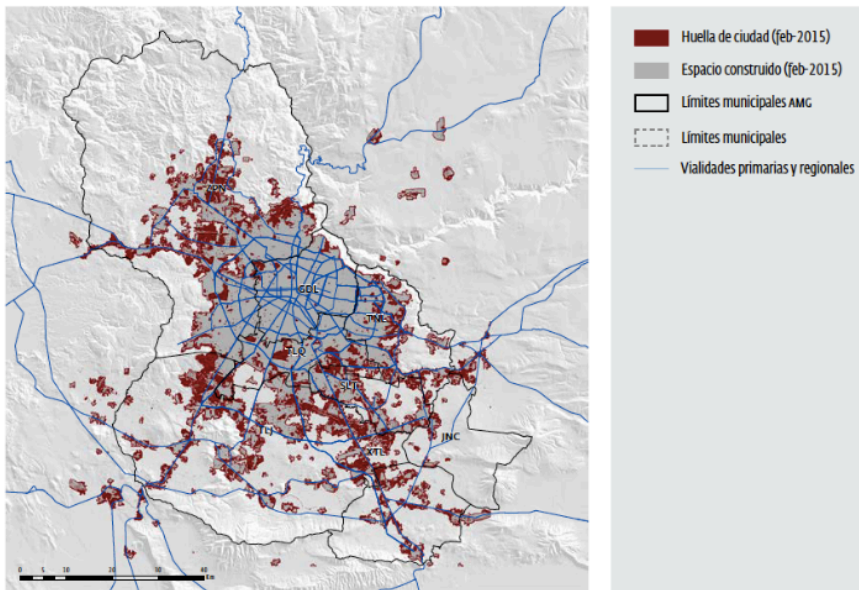 Huella de ciudad (feb-2015)
Espacio construido (feb-2015)
Límites municipales AMG
Límites municipales
Vialidades primarias y regionales
ZPN
GDL
TNL
TLQ
SLT
TLJ
JNC
XTL
0 5 10 20 30 40
Km